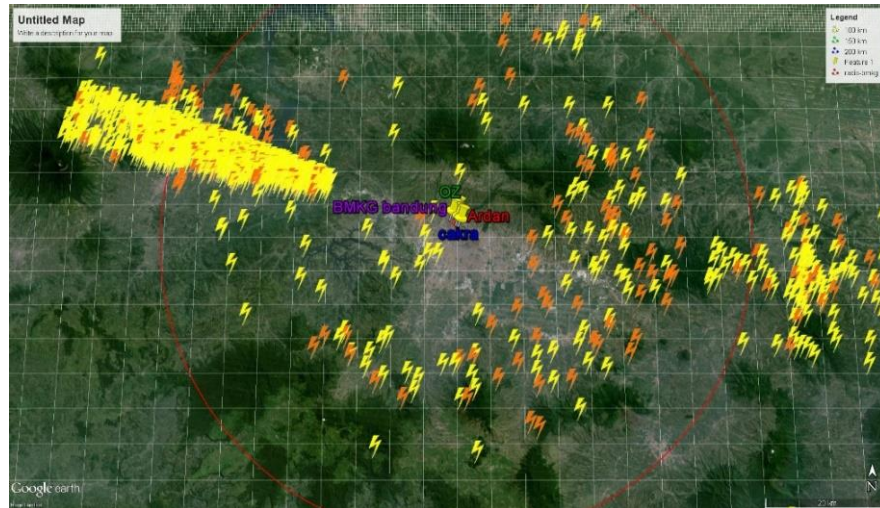 Untitled Map
Write a description for your map.
Legend
100 km
150 km
200 km
Feature 1
OZ
BMKG bandung
Ardan
cakra
Google earth
N